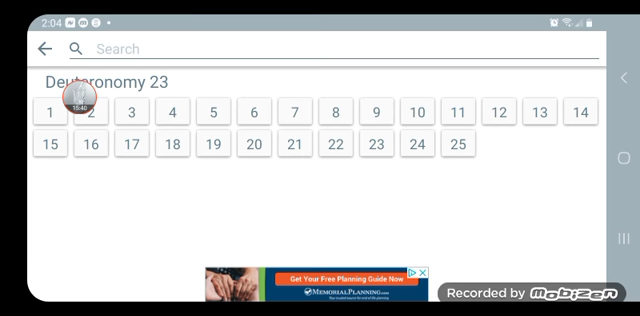 2:04
Search
Deuteronomy 23
15:40
1 2 3 4 5 6 7 8 9 10 11 12 13 14
15 16 17 18 19 20 21 22 23 24 25
Get Your Free Planning Guide Now
MEMORIALPLANNING.com
Recorded by MOBIZEN